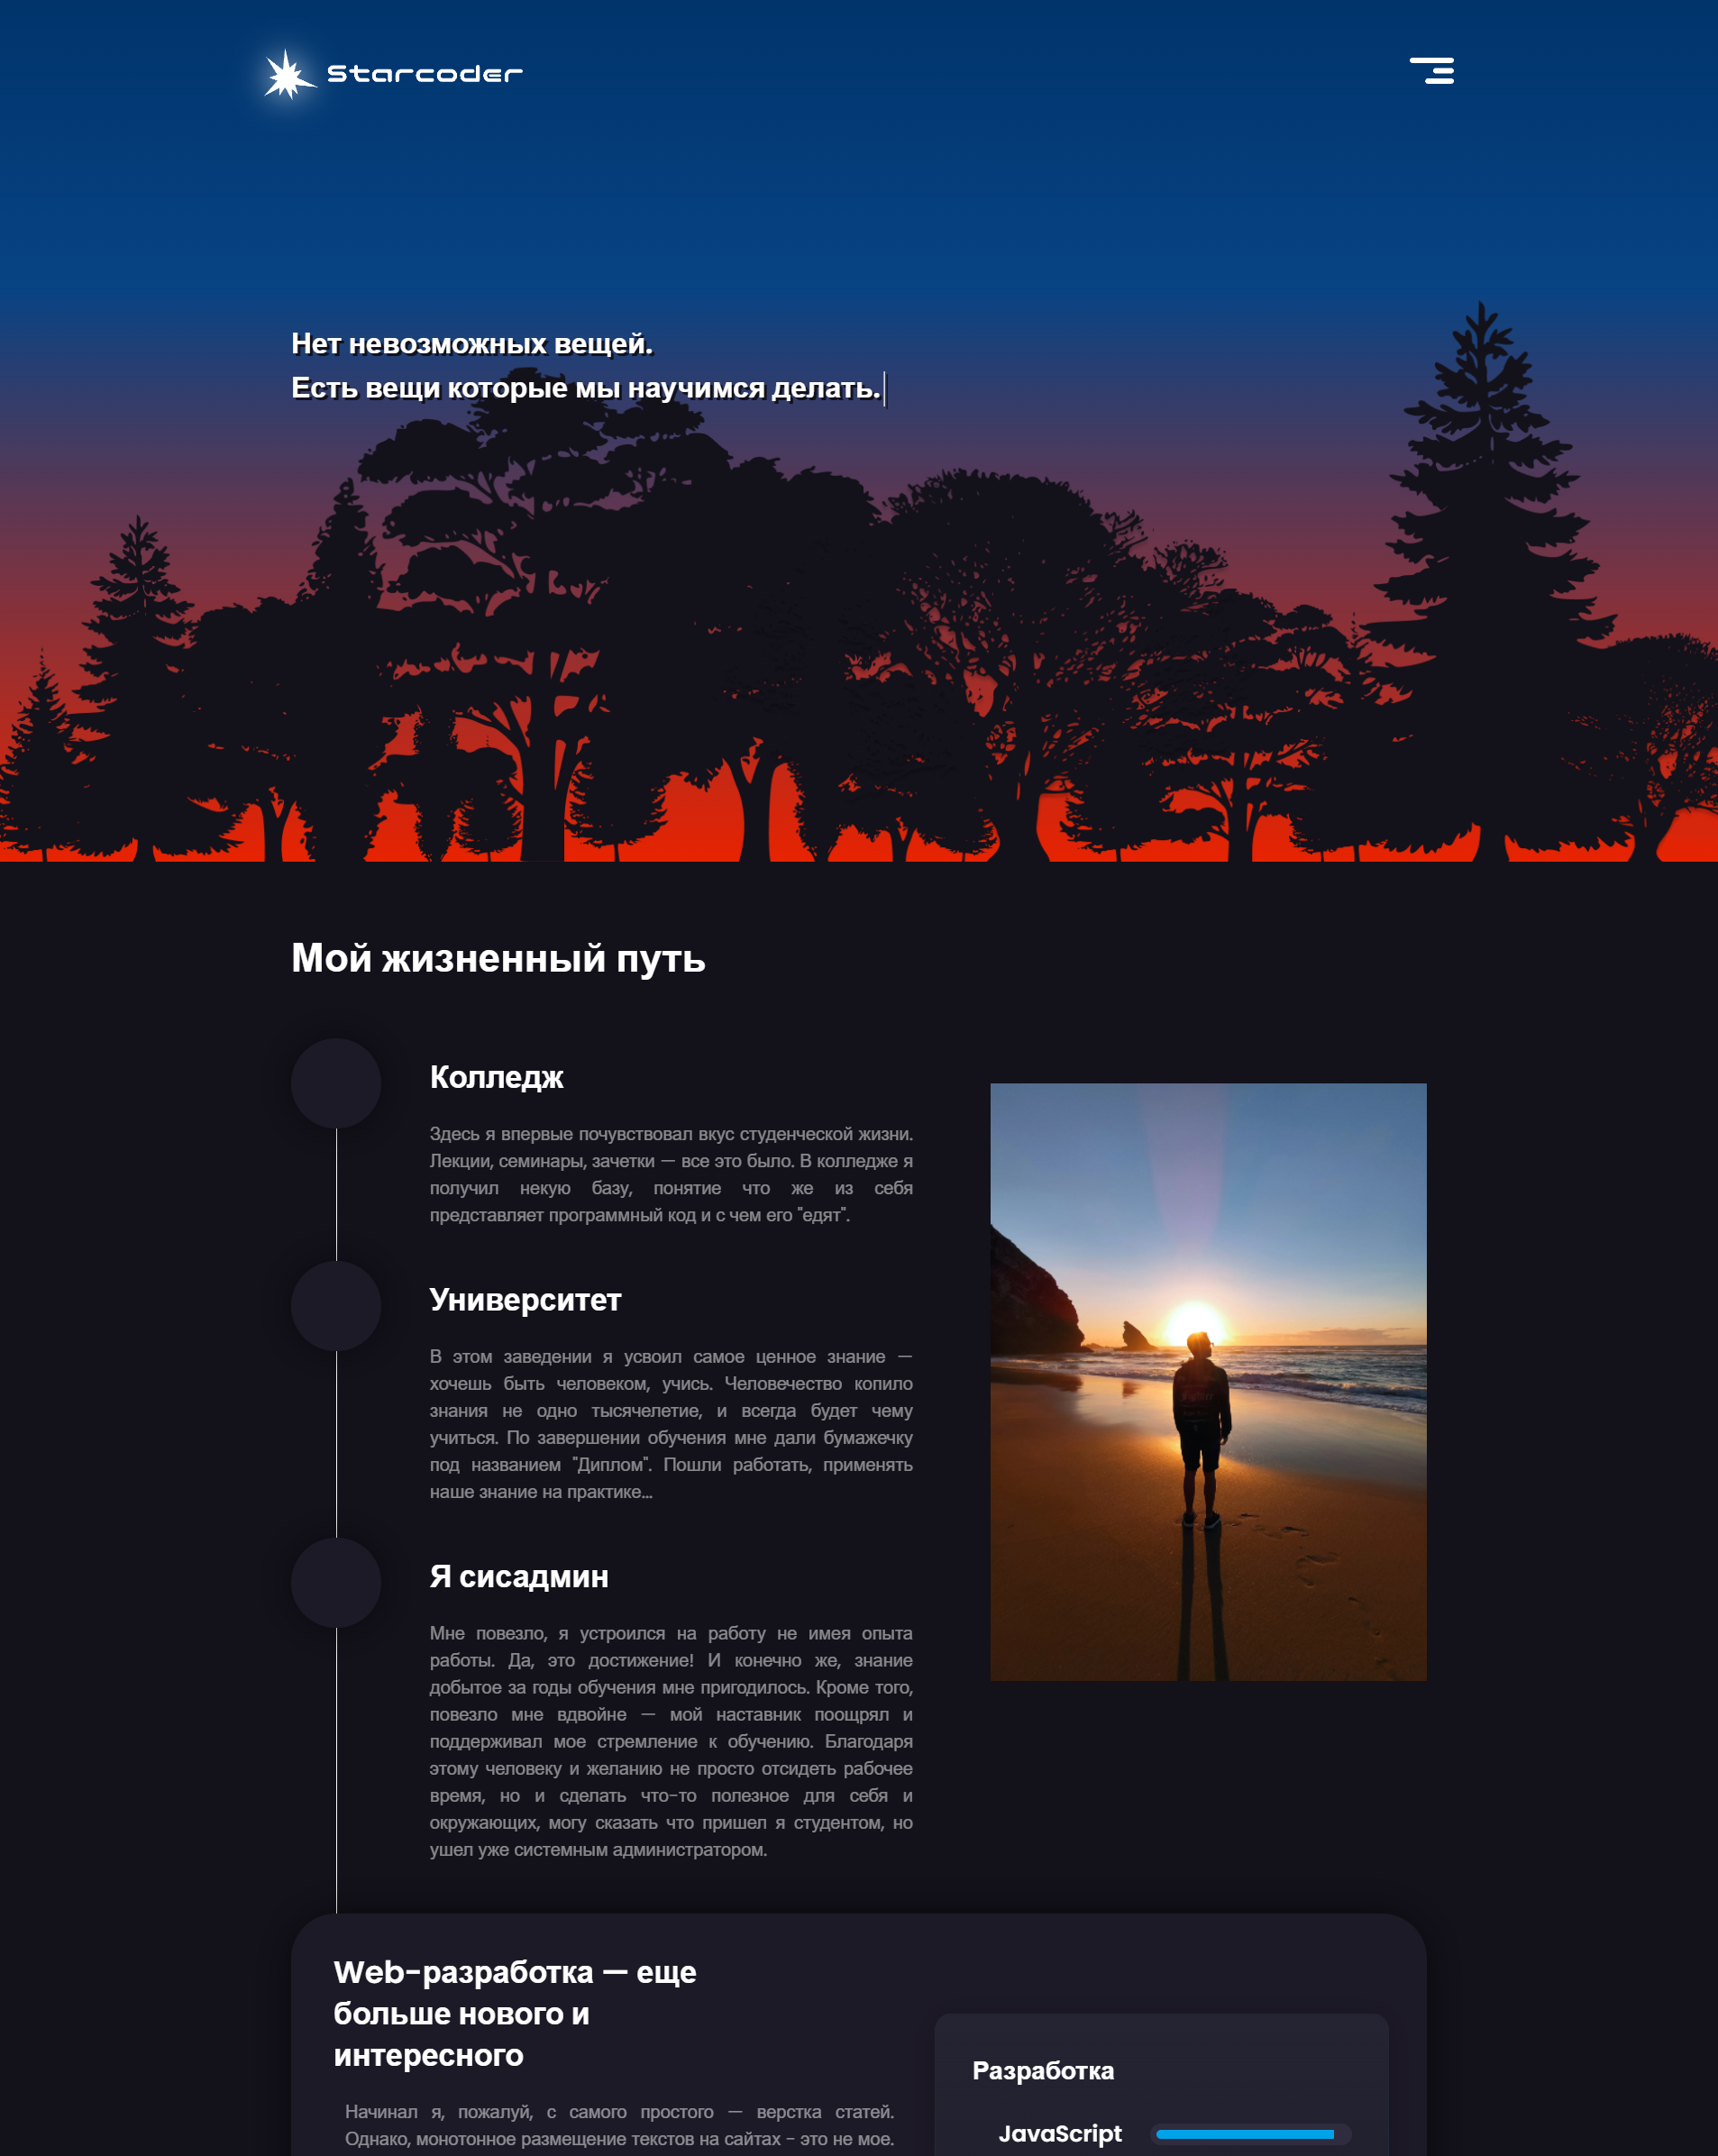 Starcoder
Нет невозможных вещей.
Есть вещи которые мы научимся делать.
Мой жизненный путь
Колледж
Здесь я впервые почувствовал вкус студенческой жизни.
Лекции, семинары, зачетки — все это было. В колледже я
получил некую базу, понятие что же из себя
представляет программный код и с чем его "едят".
Университет
В этом заведении я усвоил самое ценное знание —
хочешь быть человеком, учись. Человечество копило
знания не одно тысячелетие, и всегда будет чему
учиться. По завершении обучения мне дали бумажечку
под названием "Диплом". Пошли работать, применять
наше знание на практике...
Я сисадмин
Мне повезло, я устроился на работу не имея опыта
работы. Да, это достижение! И конечно же, знание
добытое за годы обучения мне пригодилось. Кроме того,
повезло мне вдвойне — мой наставник поощрял и
поддерживал мое стремление к обучению. Благодаря
этому человеку и желанию не просто отсидеть рабочее
время, но и сделать что-то полезное для себя и
окружающих, могу сказать что пришел я студентом, но
ушел уже системным администратором.
Web-разработка — еще
больше нового и
интересного
Начинал я, пожалуй, с самого простого — верстка статей.
Однако, монотонное размещение текстов на сайтах - это не мое.
Разработка
JavaScript